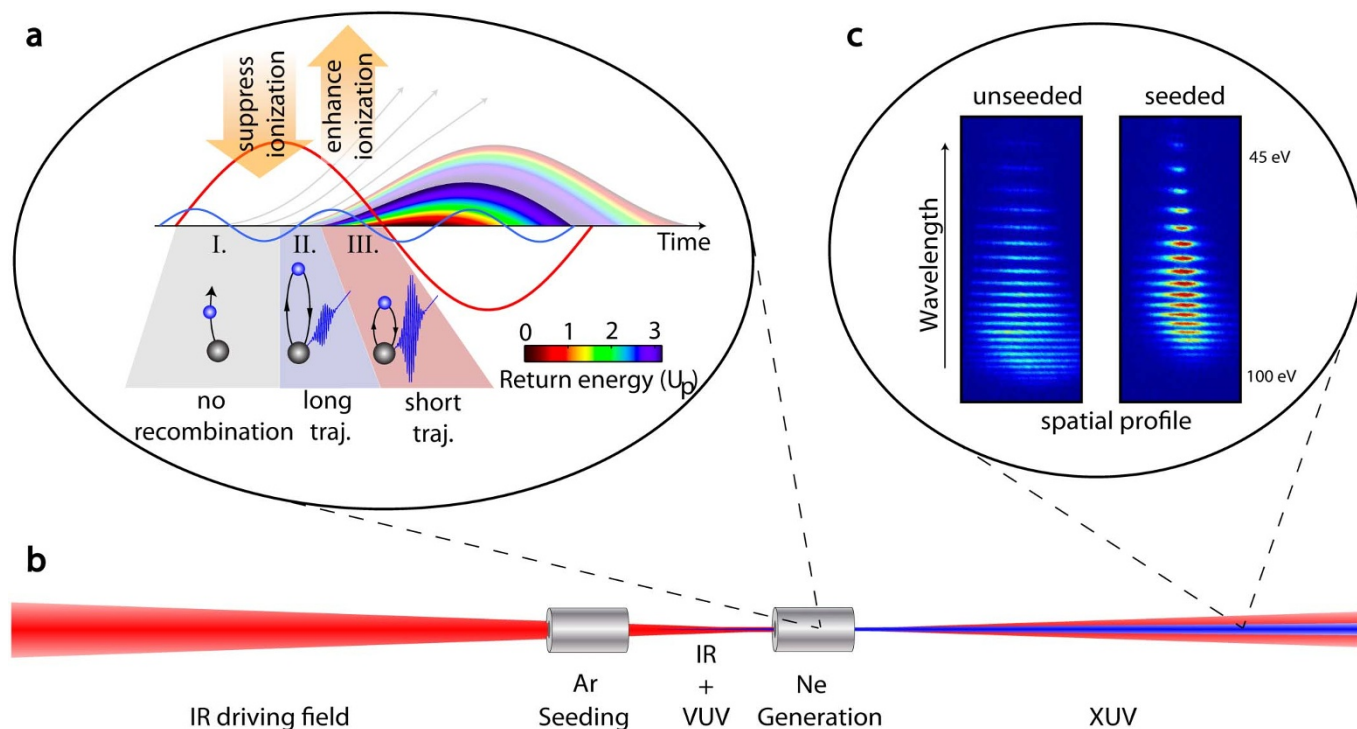 a
suppress
ionization
enhance
ionization
Time
I.
II.
III.
0 1 2 3
Return energy (Up)
no
recombination
long
traj.
short
traj.
c
unseeded
seeded
Wavelength
45 eV
100 eV
spatial profile
b
IR driving field
Ar
Seeding
IR
+
VUV
Ne
Generation
XUV